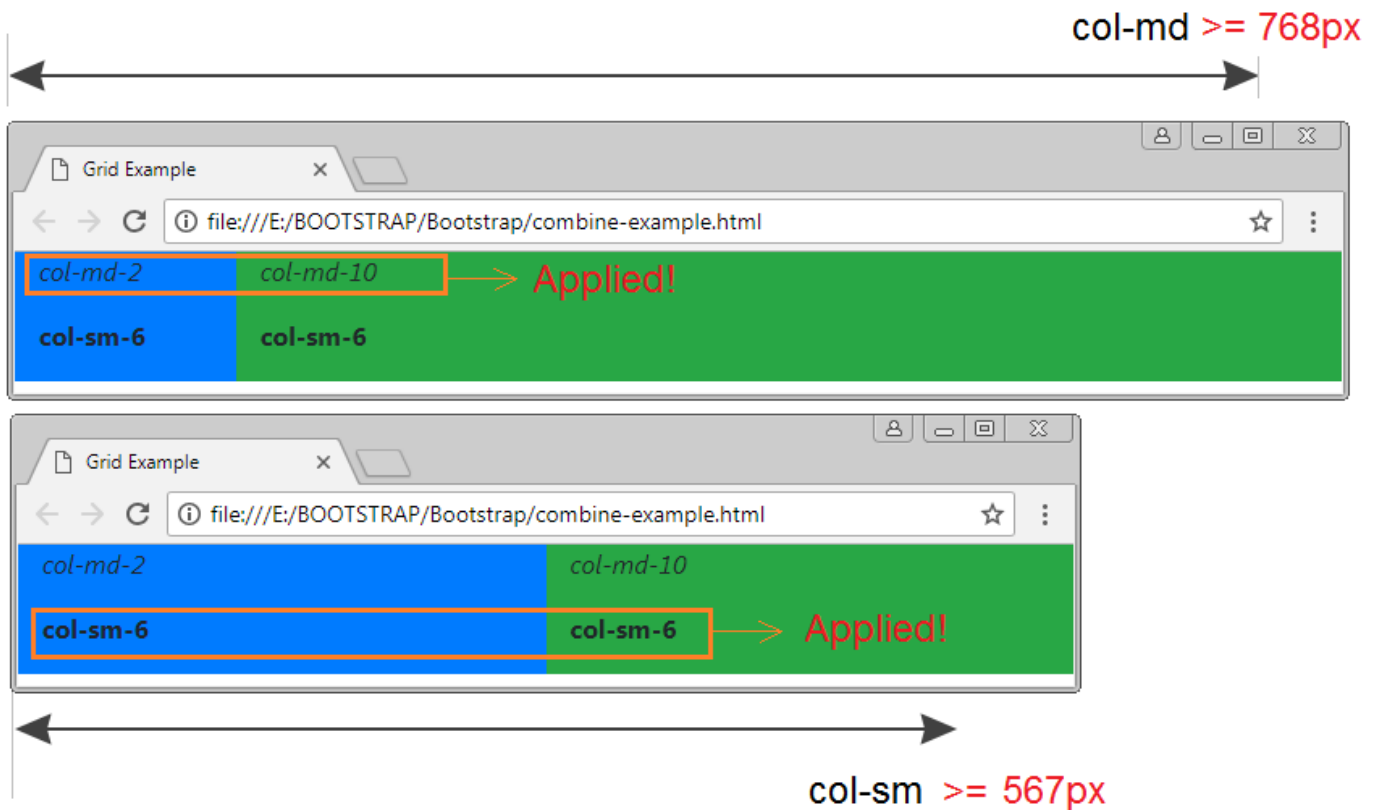 col-md >= 768px
Grid Example
file:///E:/BOOTSTRAP/Bootstrap/combine-example.html
col-md-2 col-md-10 Applied!
col-sm-6 col-sm-6
Grid Example
file:///E:/BOOTSTRAP/Bootstrap/combine-example.html
col-md-2 col-md-10
col-sm-6 col-sm-6 Applied!
col-sm >= 567px